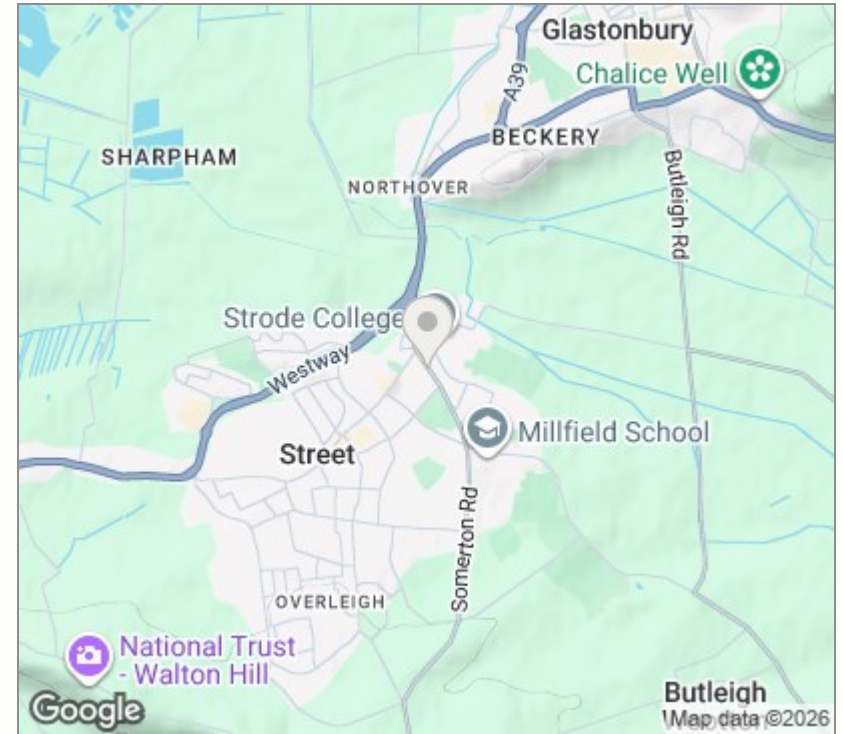 Glastonbury
Chalice Well
A39
BECKERY
SHARPHAM
NORTHOVER
Butleigh Rd
Strode College
Westway
Millfield School
Street
Somerton Rd
OVERLEIGH
National Trust
- Walton Hill
Butleigh
Google
Map data ©2026